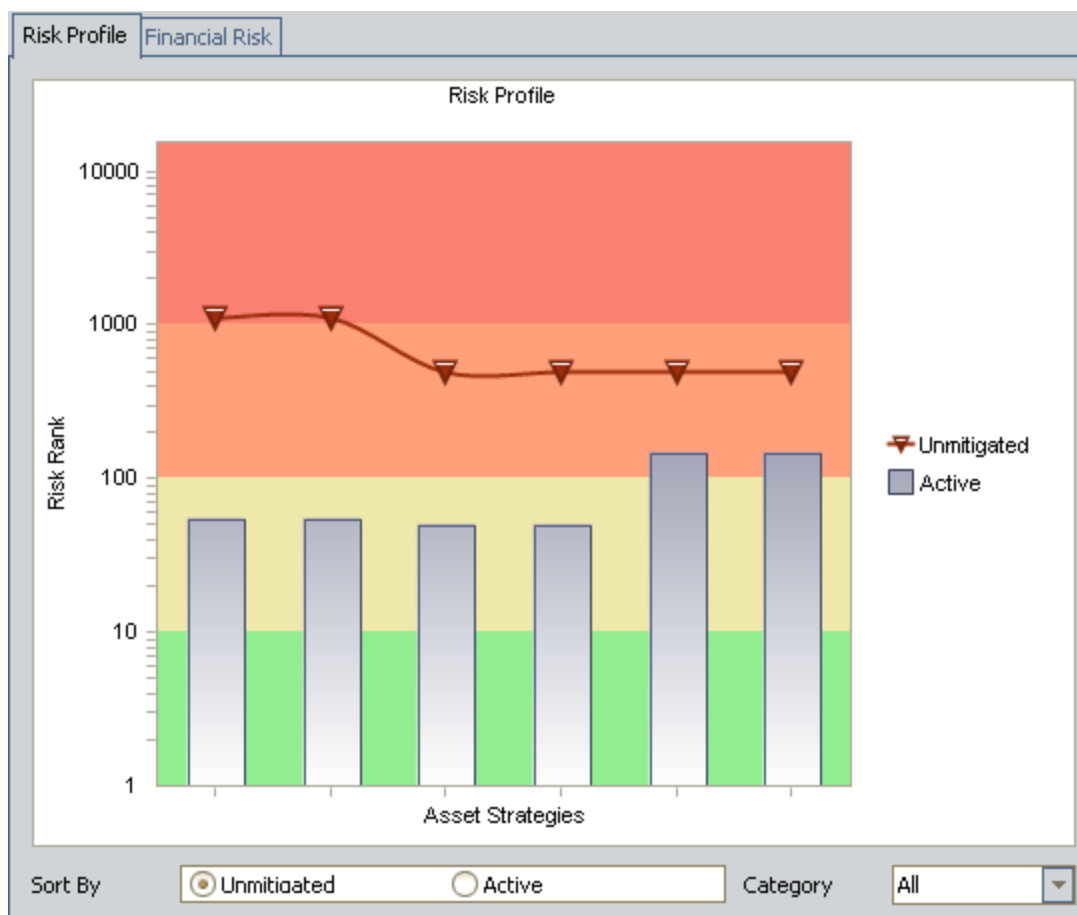 Risk Profile
Financial Risk
Risk Profile
10000
1000
100
10
1
Risk Rank
Asset Strategies
Unmitigated
Active
Sort By
Unmitigated
Active
Category
All